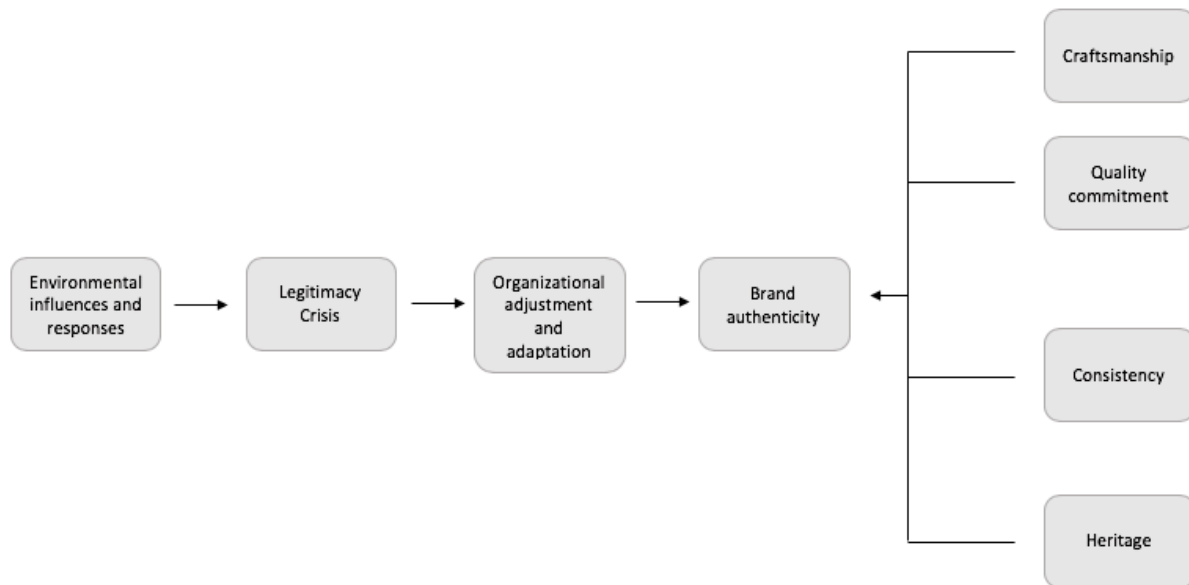 Craftsmanship
Quality
commitment
Environmental
influences and
responses
Legitimacy
Crisis
Organizational
adjustment
and
adaptation
Brand
authenticity
Consistency
Heritage